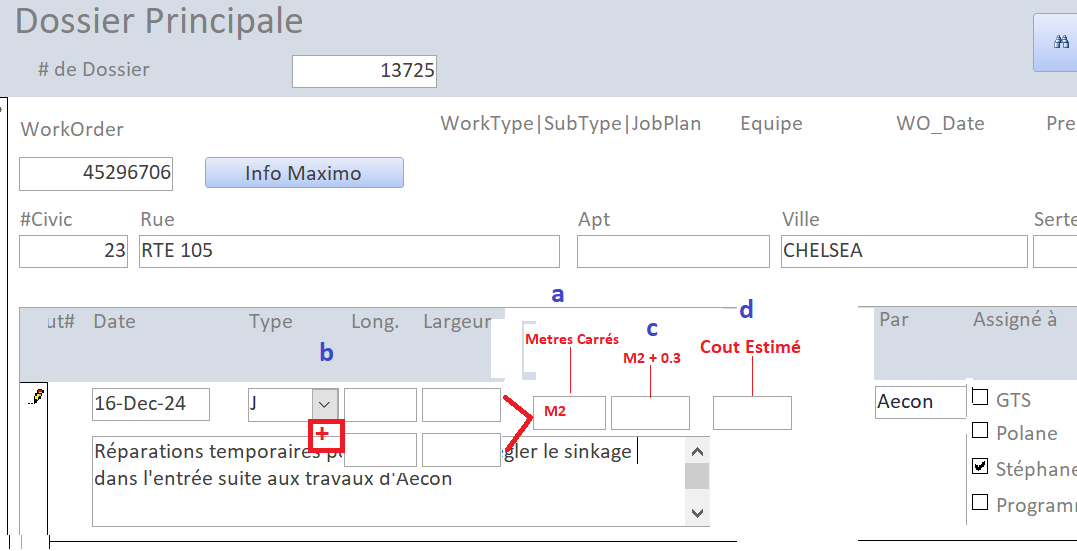 Dossier Principale
# de Dossier
13725
WorkOrder
WorkType|SubType|JobPlan Equipe WO_Date Pre
45296706 Info Maximo
#Civic Rue Apt Ville Serte
23 RTE 105 CHELSEA
a
ut# Date Type Long. Largeur Par Assigné à
b c d
Metres Carrés M2 + 0.3 Cout Estimé
16-Dec-24 J M2 Aecon GTS
+
Polane
Réparations temporaires gler le sinkage
Stéphane
dans l'entrée suite aux travaux d'Aecon
Program